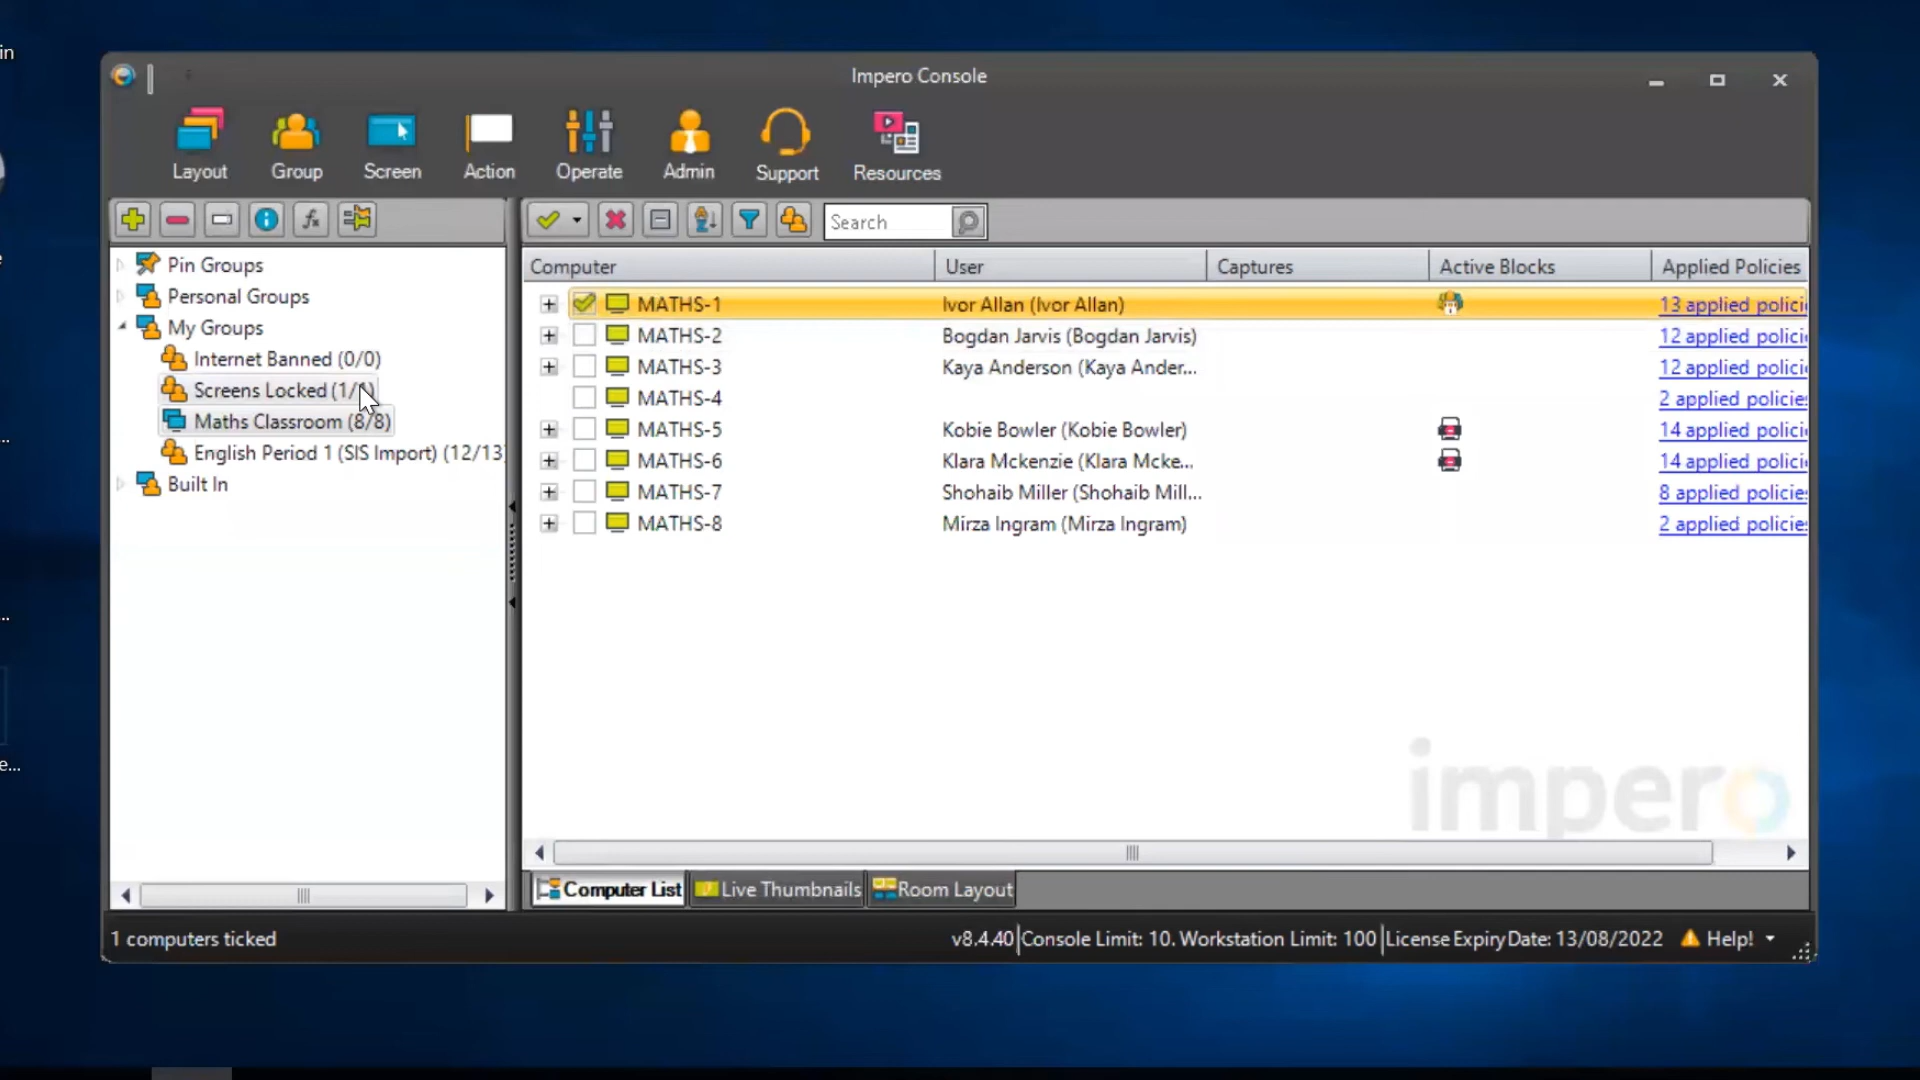 in
Impero Console
Layout
Group
Screen
Action
Operate
Admin
Support
Resources
Search
Pin Groups
Personal Groups
My Groups
Internet Banned (0/0)
Screens Locked (1/
Maths Classroom (8/8)
English Period 1 (SIS Import) (12/13
Built In
Computer User Captures Active Blocks Applied Policies
MATHS-1 Ivor Allan (Ivor Allan) 13 applied polici
MATHS-2 Bogdan Jarvis (Bogdan Jarvis) 12 applied polici
MATHS-3 Kaya Anderson (Kaya Ander... 12 applied polici
MATHS-4 2 applied policie
MATHS-5 Kobie Bowler (Kobie Bowler) 14 applied polici
MATHS-6 Klara Mckenzie (Klara Mcke... 14 applied polici
MATHS-7 Shohaib Miller (Shohaib Mill... 8 applied policie
MATHS-8 Mirza Ingram (Mirza Ingram) 2 applied policie
...
...
e...
impero
Computer List
Live Thumbnails
Room Layout
1 computers ticked
v8.4.40 Console Limit: 10. Workstation Limit: 100 License Expiry Date: 13/08/2022 Help!